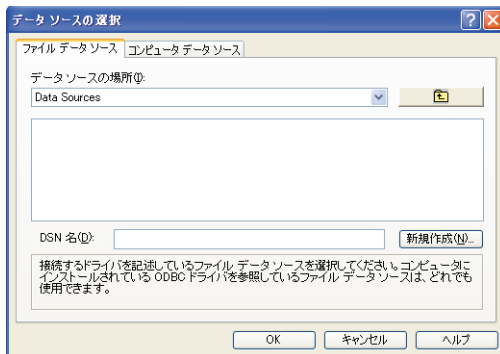 データ ソースの選択
ファイル データ ソース コンピュータ データ ソース
データ ソースの場所(I):
Data Sources
DSN 名(D):
新規作成(N)...
接続するドライバを記述しているファイル データ ソースを選択してください。コンピュータに
インストールされている ODBC ドライバを参照しているファイル データ ソースは、どれでも
使用できます。
OK キャンセル ヘルプ